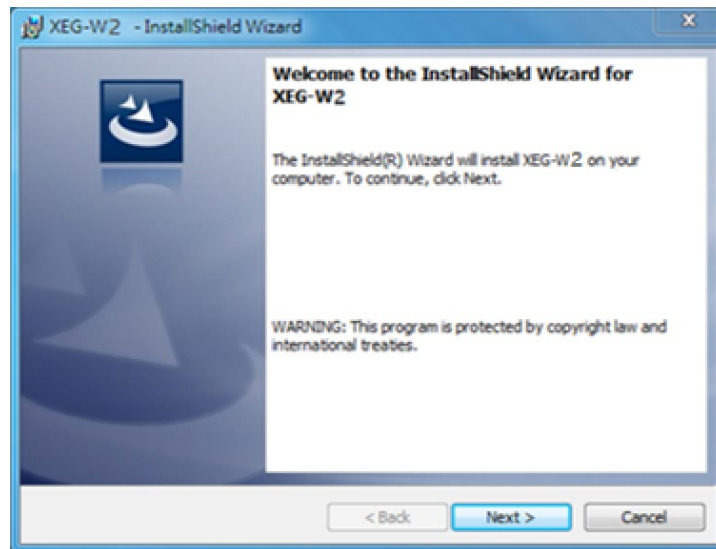 XEG-W2 - InstallShield Wizard
Welcome to the InstallShield Wizard for
XEG-W2
The InstallShield(R) Wizard will install XEG-W2 on your
computer. To continue, click Next.
WARNING: This program is protected by copyright law and
international treaties.
< Back Next > Cancel